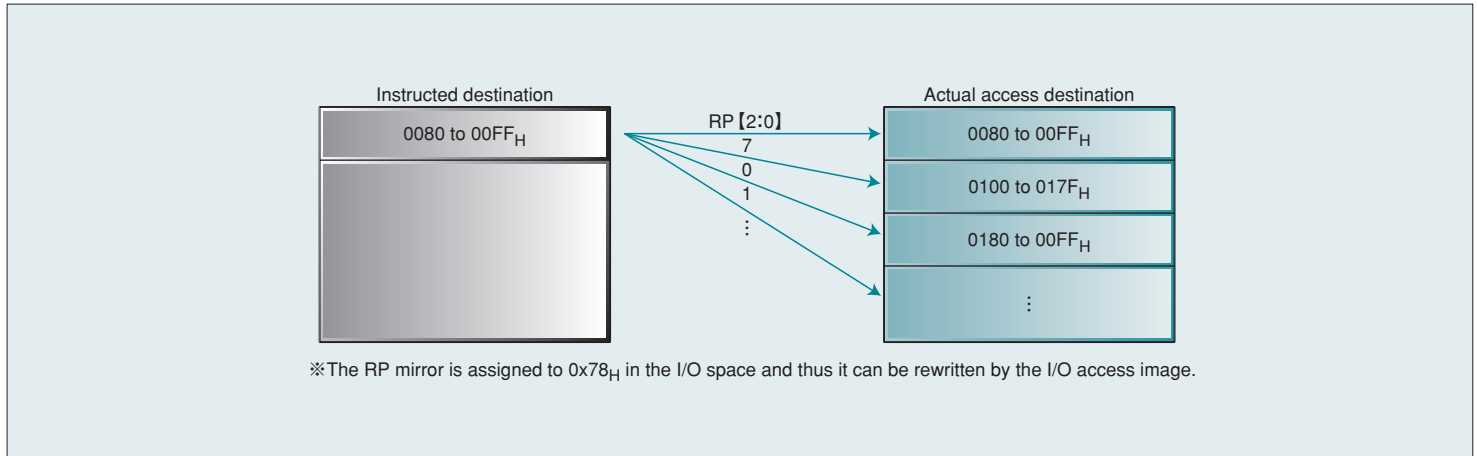 Instructed destination
0080 to 00FFH
RP【2:0】
7
0
1
⋮
Actual access destination
0080 to 00FFH
0100 to 017FH
0180 to 00FFH
⋮
※The RP mirror is assigned to 0x78H in the I/O space and thus it can be rewritten by the I/O access image.